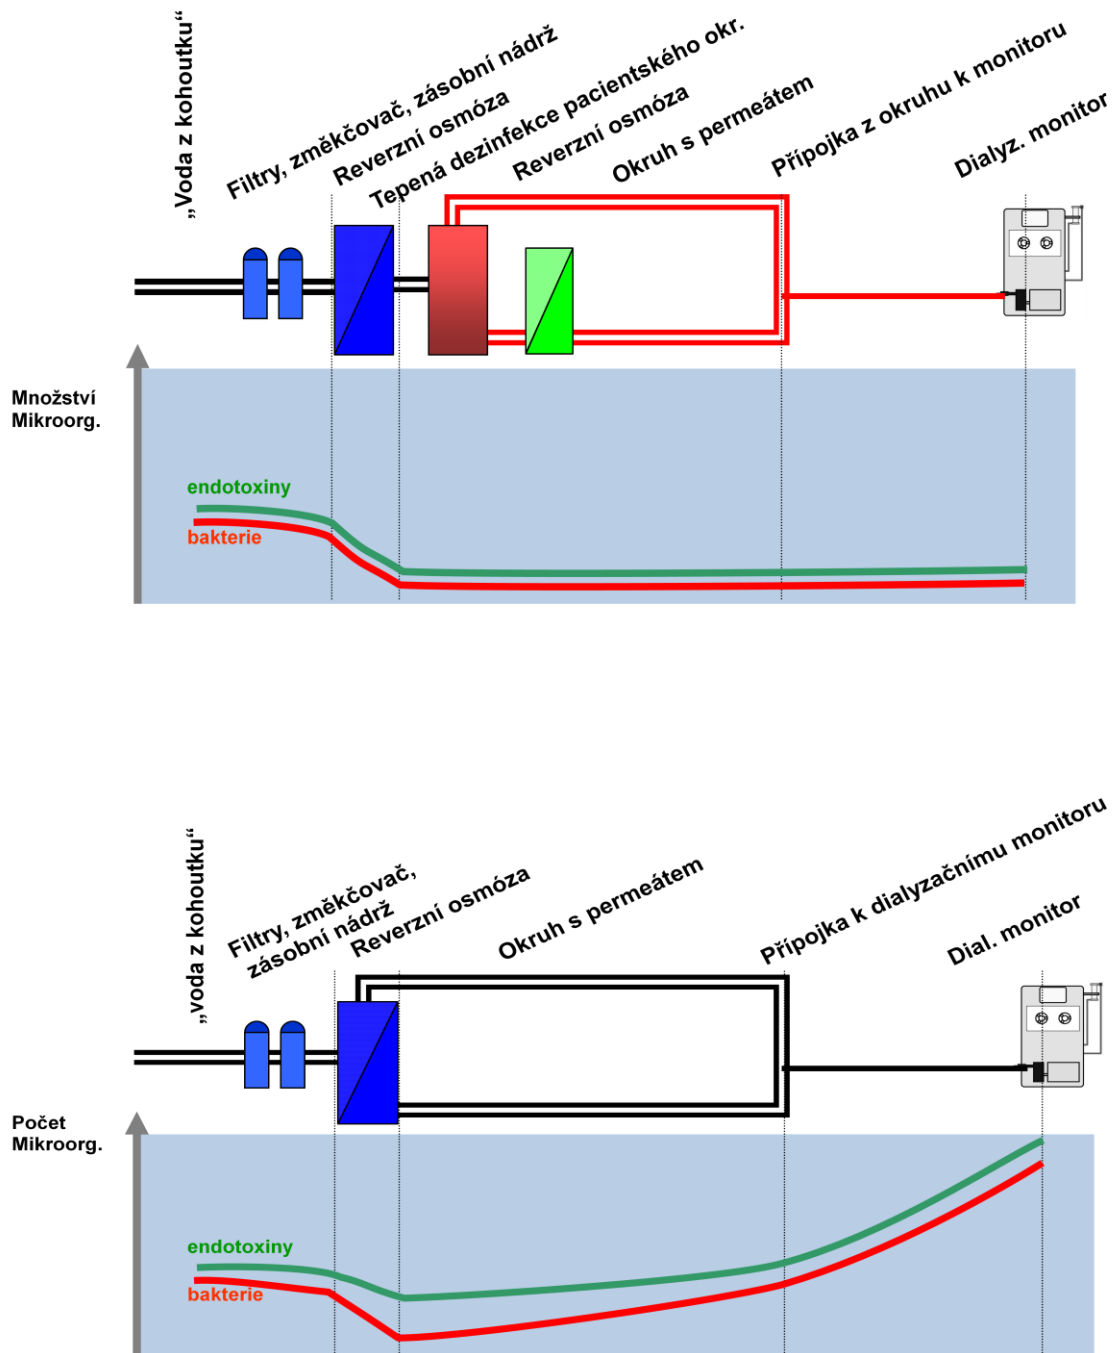 „Voda z kohoutku“
Filtry, změkčovač, zásobní nádrž
Reverzní osmóza
Tepená dezinfekce pacientského okr.
Reverzní osmóza
Okruh s permeátem
Přípojka z okruhu k monitoru
Dialyz. monitor
Množství
Mikroorg.
endotoxiny
bakterie
„voda z kohoutku“
Filtry, změkčovač,
zásobní nádrž
Reverzní osmóza
Okruh s permeátem
Přípojka k dialyzačnímu monitoru
Dial. monitor
Počet
Mikroorg.
endotoxiny
bakterie